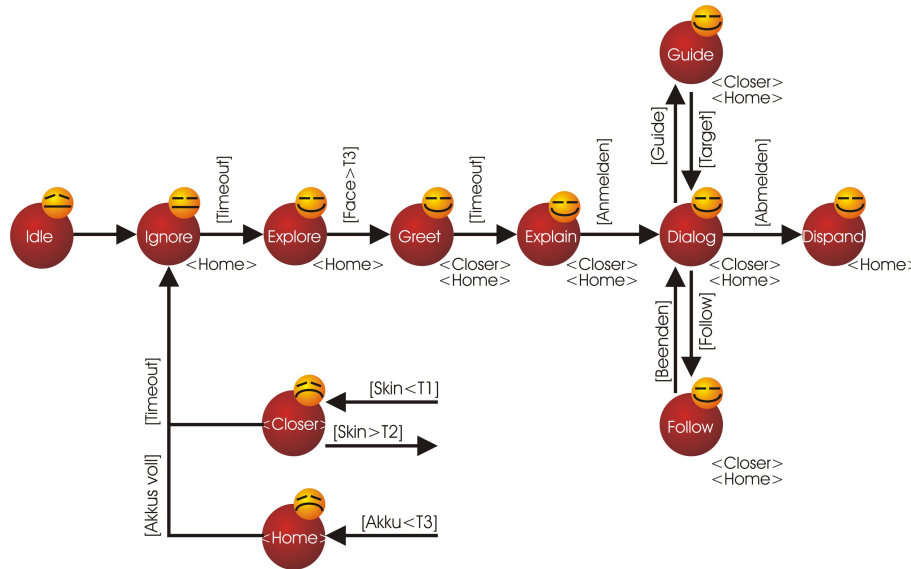 Guide
<Closer>
<Home>
[Guide]
[Target]
[Timeout]
[Face>T3]
[Timeout]
[Anmelden]
[Abmelden]
Idle
Ignore
Explore
Greet
Explain
Dialog
Dispand
<Home>
<Home>
<Closer>
<Home>
<Closer>
<Home>
<Closer>
<Home>
<Home>
[Beenden]
[Follow]
[Timeout]
[Skin<T1]
<Closer>
[Skin>T2]
Follow
<Closer>
<Home>
[Akkus voll]
[Akku<T3]
<Home>